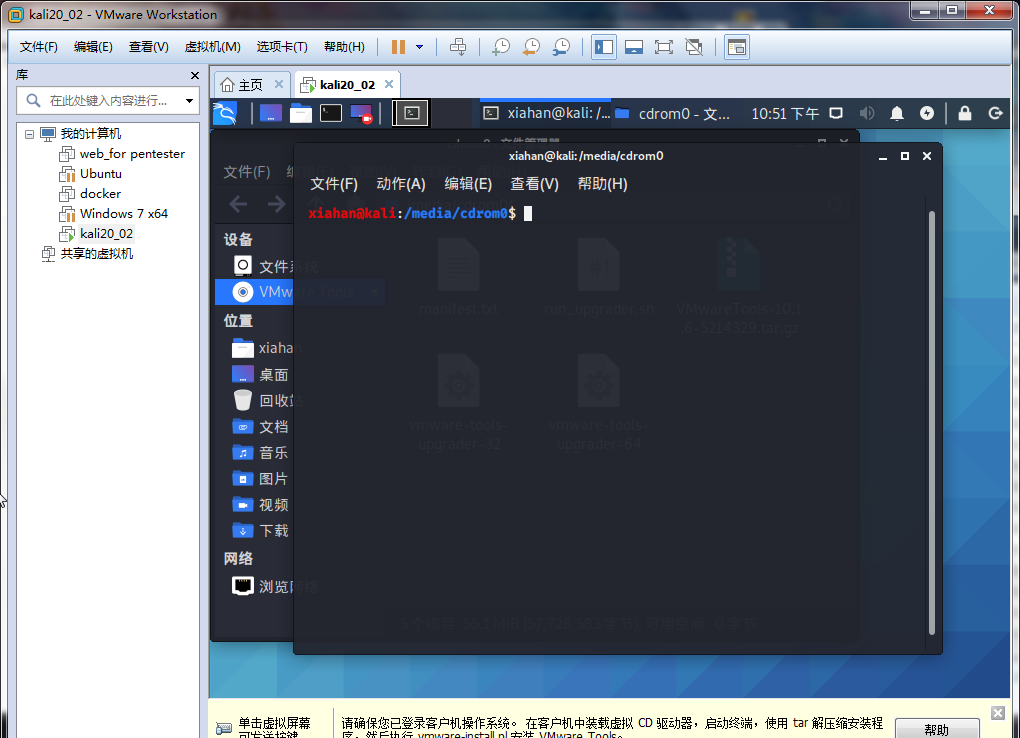 kali20_02 - VMware Workstation
文件(F) 编辑(E) 查看(V) 虚拟机(M) 选项卡(T) 帮助(H)
库
在此处键入内容进行...
我的计算机
web_for pentester
Ubuntu
docker
Windows 7 x64
kali20_02
共享的虚拟机
主页
kali20_02
xiahan@kali: /... cdrom0 - 文... 10:51 下午
文件(F)
设备
文件系统
VMware Tools
位置
xiahan
桌面
回收站
文档
音乐
图片
视频
下载
网络
浏览网络
xiahan@kali: /media/cdrom0
文件(F) 动作(A) 编辑(E) 查看(V) 帮助(H)
xiahan@kali:/media/cdrom0$
manifest.txt run_upgrader.sh VMwareTools-10.1
.6-5214329.tar.gz
vmware-tools- vmware-tools-
upgrader-32 upgrader-64
单击虚拟屏幕
可发送按键
请确保您已登录客户机操作系统。在客户机中装载虚拟 CD 驱动器，启动终端，使用 tar 解压缩安装程
序，然后执行 vmware-install.pl 安装 VMware Tools。
帮助